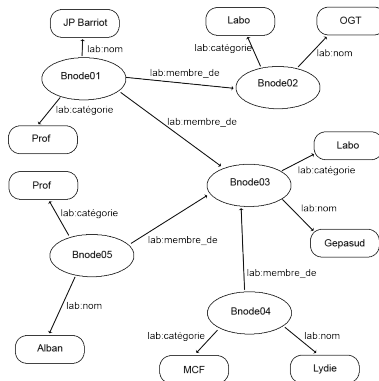 JP Barriot
Labo
OGT
lab:nom
lab:catégorie
lab:nom
Bnode01
lab:membre_de
Bnode02
lab:catégorie
lab:membre_de
Prof
Labo
Prof
Bnode03
lab:catégorie
lab:catégorie
lab:nom
Bnode05
lab:membre_de
Gepasud
lab:membre_de
lab:nom
Bnode04
lab:catégorie
lab:nom
Alban
MCF
Lydie